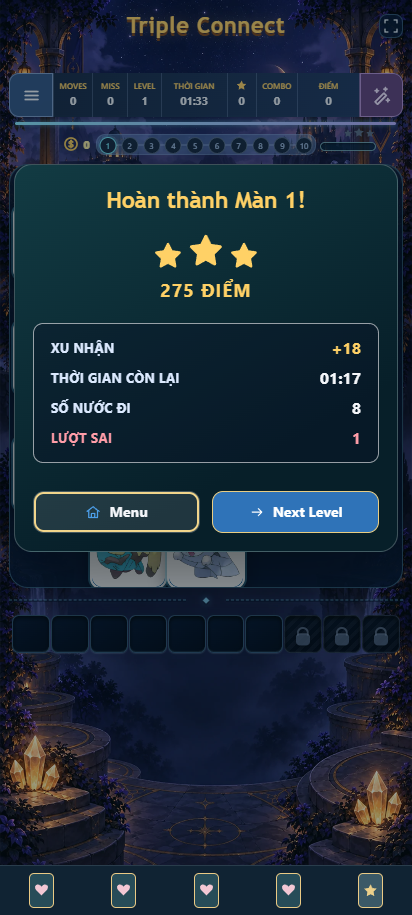 Triple Connect
MOVES MISS LEVEL THỜI GIAN COMBO ĐIỂM
0 0 1 01:33 0 0 0
$ 0 1 2 3 4 5 6 7 8 9 10
Hoàn thành Màn 1!
275 ĐIỂM
XU NHẬN +18
THỜI GIAN CÒN LẠI 01:17
SỐ NƯỚC ĐI 8
LƯỢT SAI 1
Menu Next Level